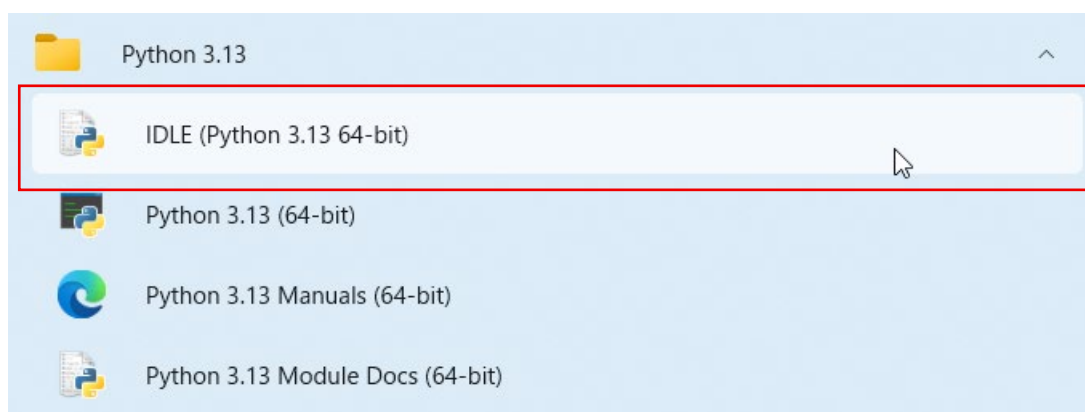 Python 3.13
IDLE (Python 3.13 64-bit)
Python 3.13 (64-bit)
Python 3.13 Manuals (64-bit)
Python 3.13 Module Docs (64-bit)